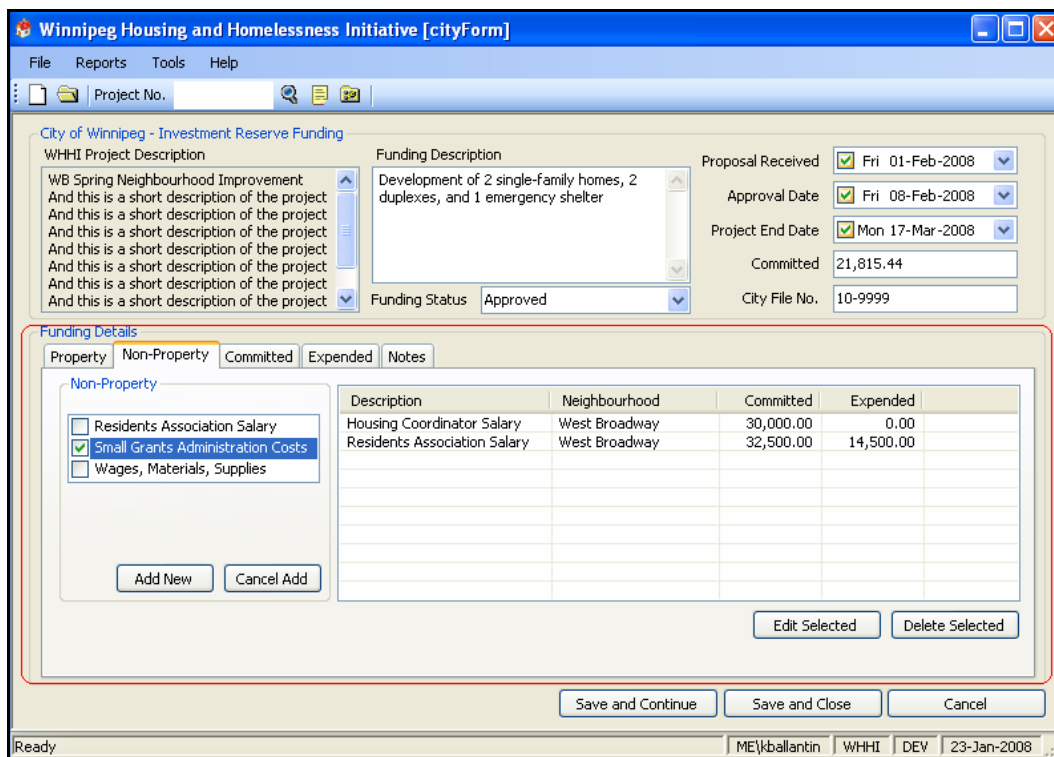 Winnipeg Housing and Homelessness Initiative [cityForm]
File Reports Tools Help
Project No.
City of Winnipeg - Investment Reserve Funding
WHHI Project Description
WB Spring Neighbourhood Improvement
And this is a short description of the project
And this is a short description of the project
And this is a short description of the project
And this is a short description of the project
And this is a short description of the project
And this is a short description of the project
And this is a short description of the project
Funding Description
Development of 2 single-family homes, 2
duplexes, and 1 emergency shelter
Funding Status Approved
Proposal Received Fri 01-Feb-2008
Approval Date Fri 08-Feb-2008
Project End Date Mon 17-Mar-2008
Committed 21,815.44
City File No. 10-9999
Funding Details
Property Non-Property Committed Expended Notes
Non-Property
Residents Association Salary
Small Grants Administration Costs
Wages, Materials, Supplies
Add New Cancel Add
Description Neighbourhood Committed Expended
Housing Coordinator Salary West Broadway 30,000.00 0.00
Residents Association Salary West Broadway 32,500.00 14,500.00
Edit Selected Delete Selected
Save and Continue Save and Close Cancel
Ready ME\kballantin WHHI DEV 23-Jan-2008